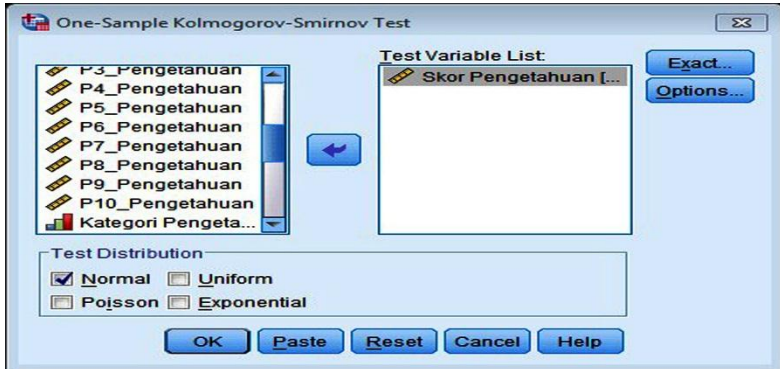 One-Sample Kolmogorov-Smirnov Test
P3_Pengetahuan
P4_Pengetahuan
P5_Pengetahuan
P6_Pengetahuan
P7_Pengetahuan
P8_Pengetahuan
P9_Pengetahuan
P10_Pengetahuan
Kategori Pengeta...
Test Variable List:
Skor Pengetahuan [...
Exact...
Options...
Test Distribution
Normal Uniform
Poisson Exponential
OK Paste Reset Cancel Help